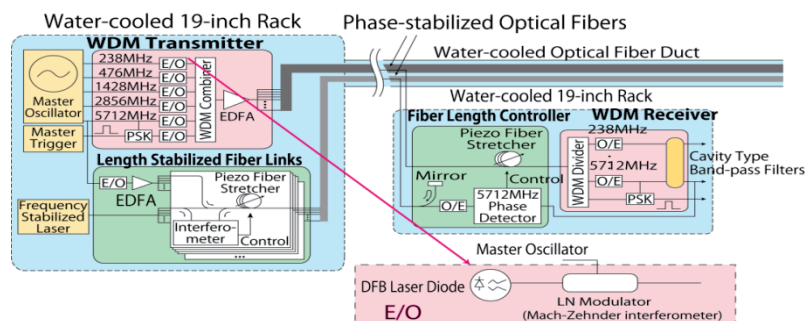 Water-cooled 19-inch Rack
WDM Transmitter
238MHz
476MHz
1428MHz
2856MHz
5712MHz
E/O
E/O
E/O
E/O
PSK
E/O
WDM Combiner
EDFA
Master
Oscillator
Master
Trigger
Length Stabilized Fiber Links
E/O
EDFA
Piezo Fiber
Stretcher
Interfero-
meter
Control
Frequency
Stabilized
Laser
Phase-stabilized Optical Fibers
Water-cooled Optical Fiber Duct
Water-cooled 19-inch Rack
Fiber Length Controller
Piezo Fiber
Stretcher
Mirror
Control
O/E
5712MHz
Phase
Detector
WDM Receiver
238MHz
O/E
5712MHz
O/E
PSK
WDM Divider
Cavity Type
Band-pass Filters
Master Oscillator
DFB Laser Diode
LN Modulator
(Mach-Zehnder interferometer)
E/O